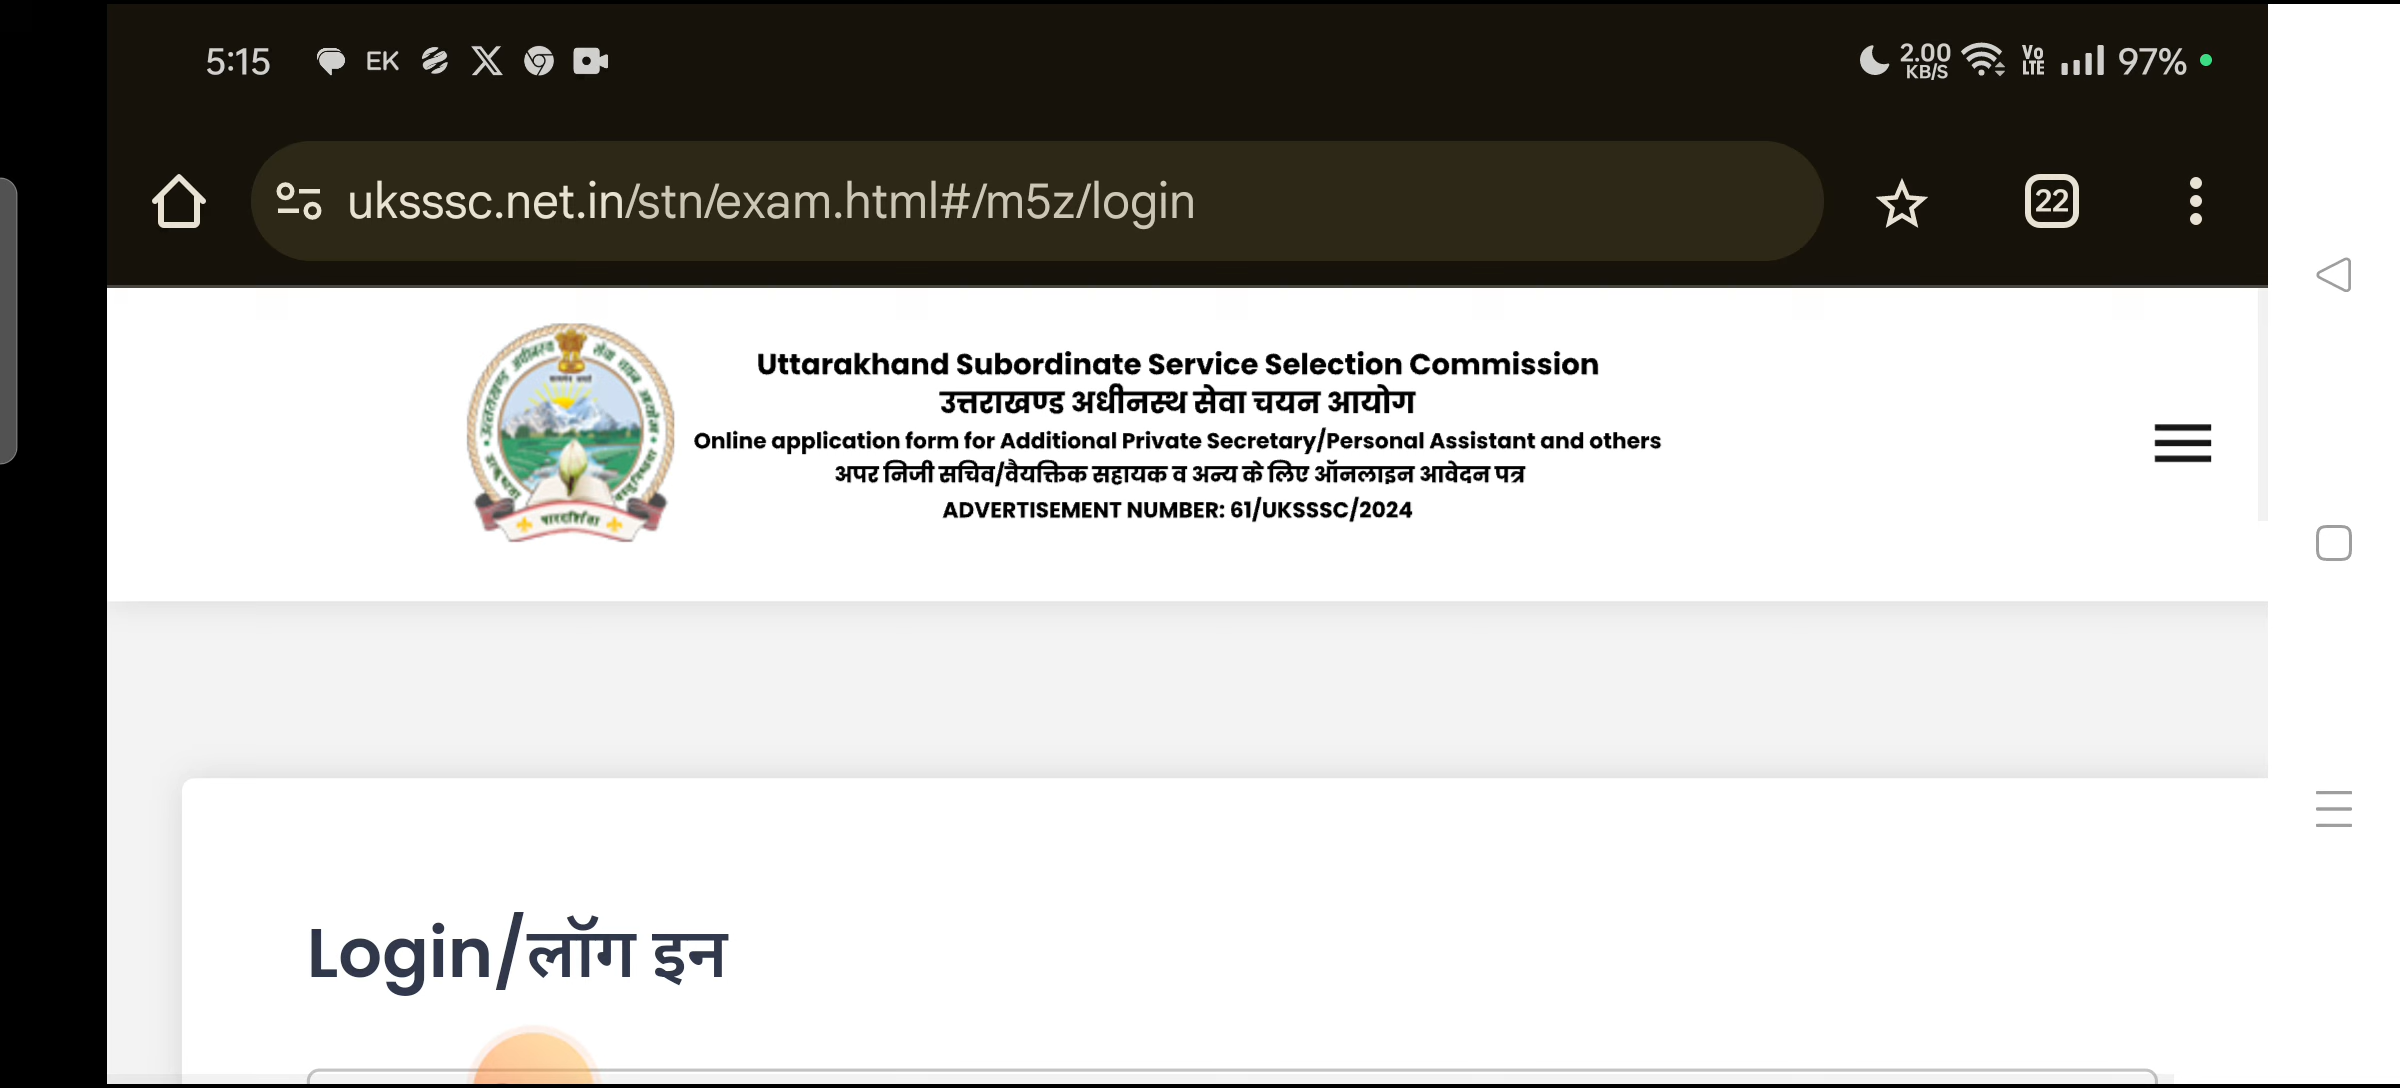 5:15 EK 2.00 KB/S Vo LTE 97%
uksssc.net.in/stn/exam.html#/m5z/login
22
Uttarakhand Subordinate Service Selection Commission
उत्तराखण्ड अधीनस्थ सेवा चयन आयोग
Online application form for Additional Private Secretary/Personal Assistant and others
अपर निजी सचिव/वैयक्तिक सहायक व अन्य के लिए ऑनलाइन आवेदन पत्र
ADVERTISEMENT NUMBER: 61/UKSSSC/2024
पारदर्शिता
Login/लॉग इन